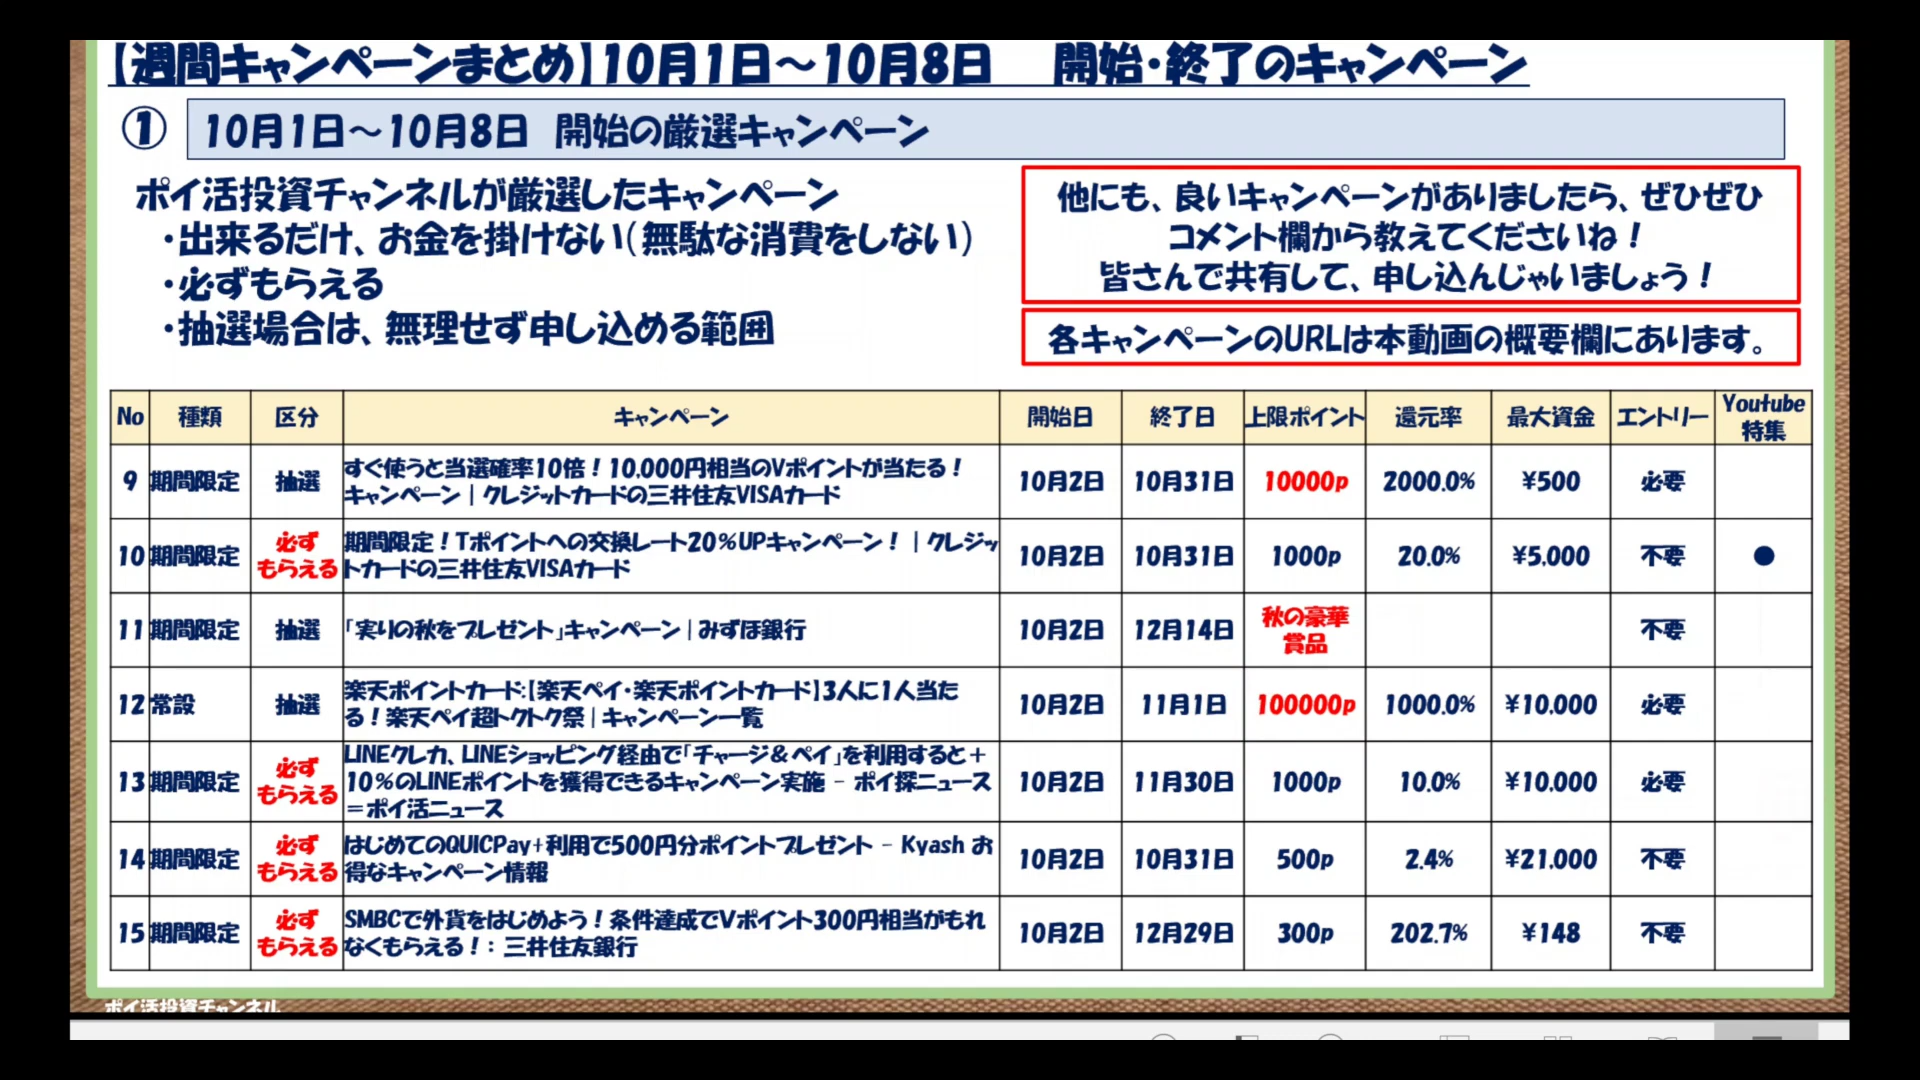 【週間キャンペーンまとめ】10月1日～10月8日　開始・終了のキャンペーン
① 10月1日～10月8日　開始の厳選キャンペーン
ポイ活投資チャンネルが厳選したキャンペーン
・出来るだけ、お金を掛けない（無駄な消費をしない）
・必ずもらえる
・抽選場合は、無理せず申し込める範囲
他にも、良いキャンペーンがありましたら、ぜひぜひ
コメント欄から教えてくださいね！
皆さんで共有して、申し込んじゃいましょう！
各キャンペーンのURLは本動画の概要欄にあります。
No 種類 区分 キャンペーン 開始日 終了日 上限ポイント 還元率 最大資金 エントリー Youtube
特集
9 期間限定 抽選 すぐ使うと当選確率10倍！10,000円相当のVポイントが当たる！
キャンペーン｜クレジットカードの三井住友VISAカード 10月2日 10月31日 10000p 2000.0% ¥500 必要
10 期間限定 必ず
もらえる 期間限定！Tポイントへの交換レート20％UPキャンペーン！｜クレジッ
トカードの三井住友VISAカード 10月2日 10月31日 1000p 20.0% ¥5,000 不要 ●
11 期間限定 抽選 「実りの秋をプレゼント」キャンペーン | みずほ銀行 10月2日 12月14日 秋の豪華
賞品 不要
12 常設 抽選 楽天ポイントカード:【楽天ペイ・楽天ポイントカード】3人に1人当た
る！楽天ペイ超トクトク祭 | キャンペーン一覧 10月2日 11月1日 100000p 1000.0% ¥10,000 必要
13 期間限定 必ず
もらえる LINEクレカ、LINEショッピング経由で「チャージ＆ペイ」を利用すると＋
10％のLINEポイントを獲得できるキャンペーン実施 - ポイ探ニュース
＝ポイ活ニュース 10月2日 11月30日 1000p 10.0% ¥10,000 必要
14 期間限定 必ず
もらえる はじめてのQUICPay+利用で500円分ポイントプレゼント - Kyash お
得なキャンペーン情報 10月2日 10月31日 500p 2.4% ¥21,000 不要
15 期間限定 必ず
もらえる SMBCで外貨をはじめよう！条件達成でVポイント300円相当がもれ
なくもらえる！： 三井住友銀行 10月2日 12月29日 300p 202.7% ¥148 不要
ポイ活投資チャンネル